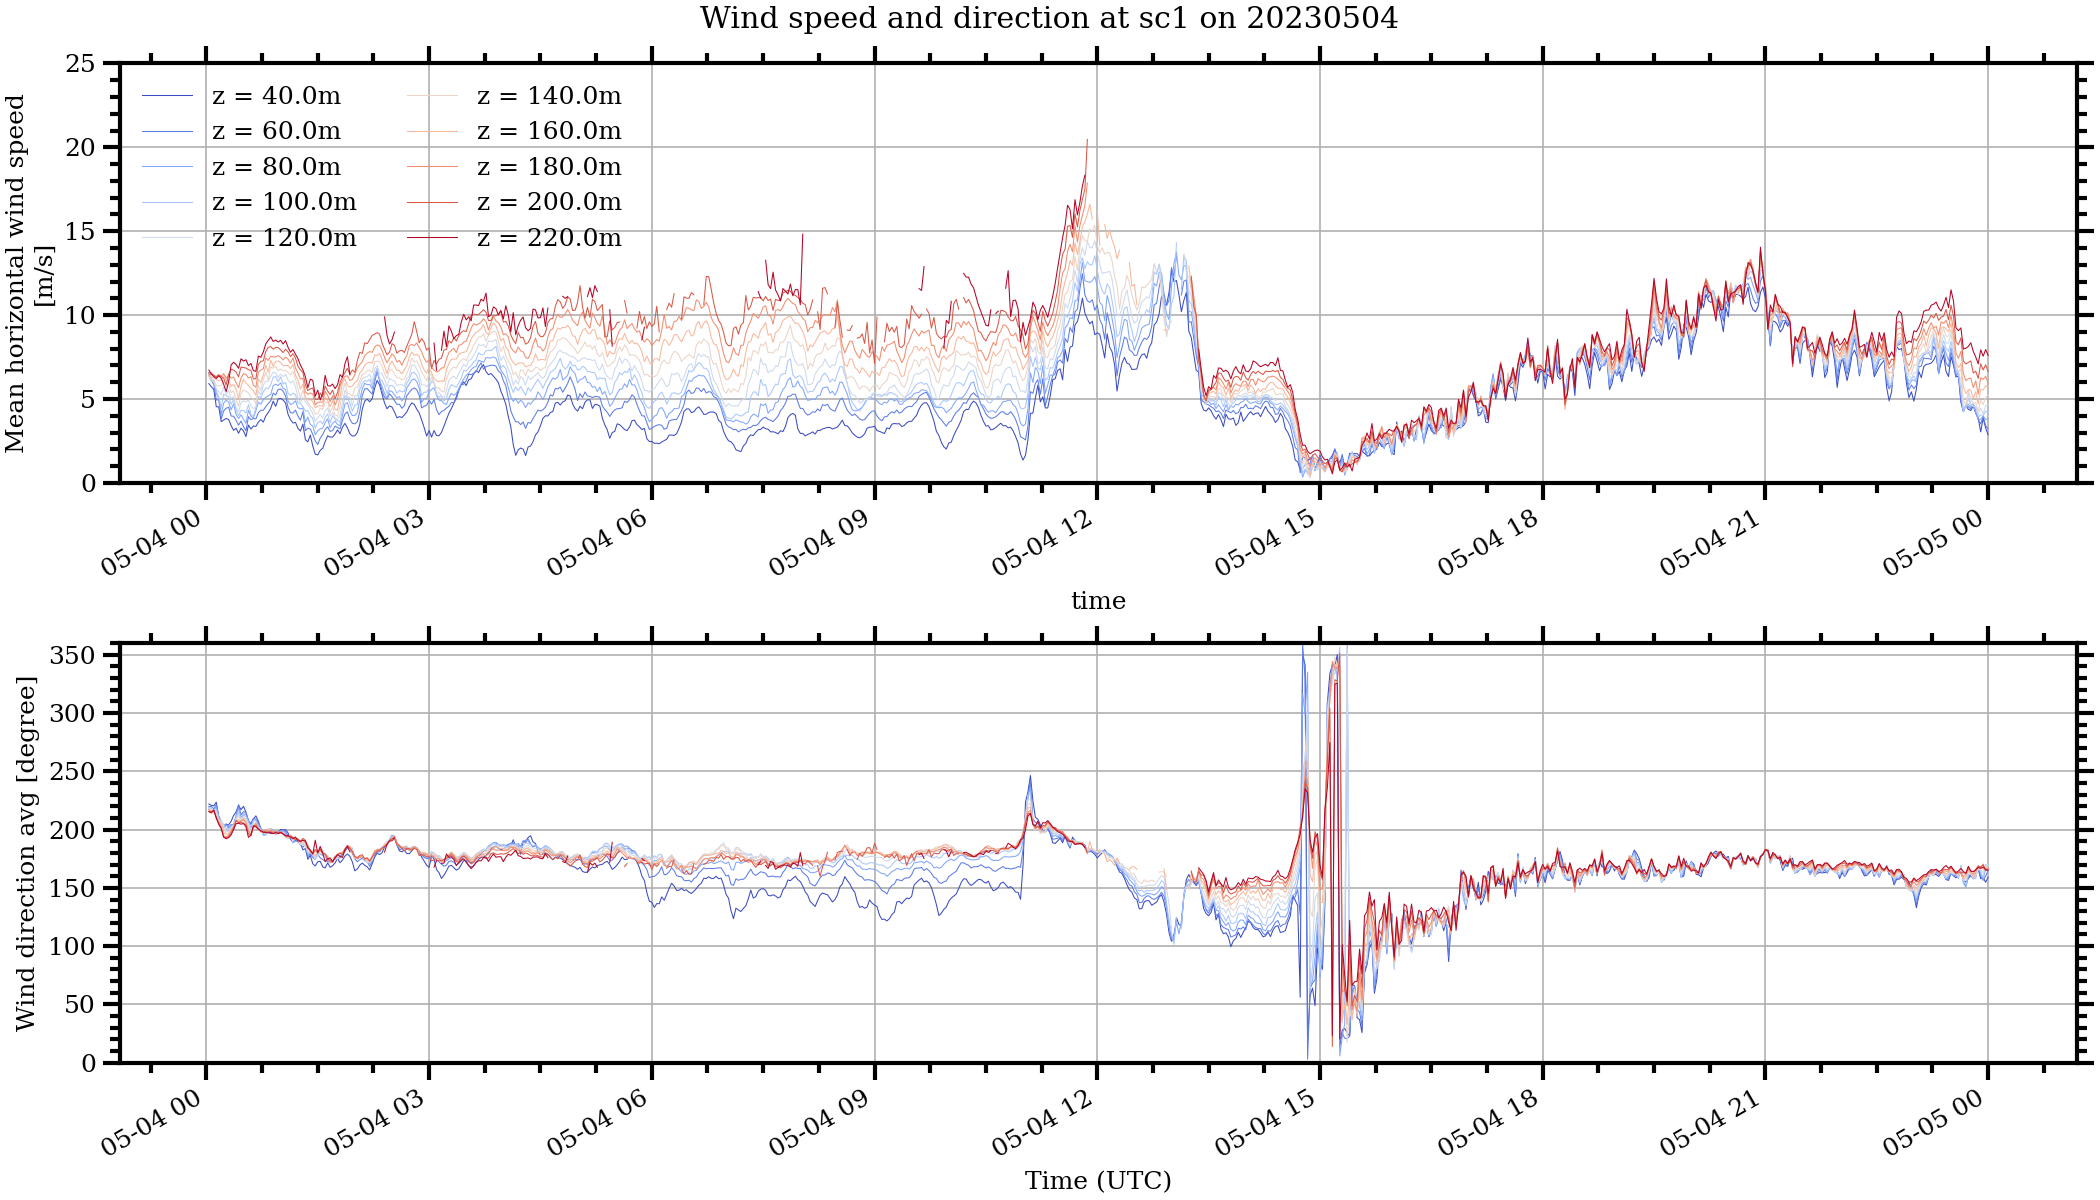 Wind speed and direction at sc1 on 20230504
Mean horizontal wind speed
[m/s]
25
20
15
10
5
0
z = 40.0m
z = 60.0m
z = 80.0m
z = 100.0m
z = 120.0m
z = 140.0m
z = 160.0m
z = 180.0m
z = 200.0m
z = 220.0m
05-04 00
05-04 03
05-04 06
05-04 09
05-04 12
05-04 15
05-04 18
05-04 21
05-05 00
time
Wind direction avg [degree]
350
300
250
200
150
100
50
0
05-04 00
05-04 03
05-04 06
05-04 09
05-04 12
05-04 15
05-04 18
05-04 21
05-05 00
Time (UTC)